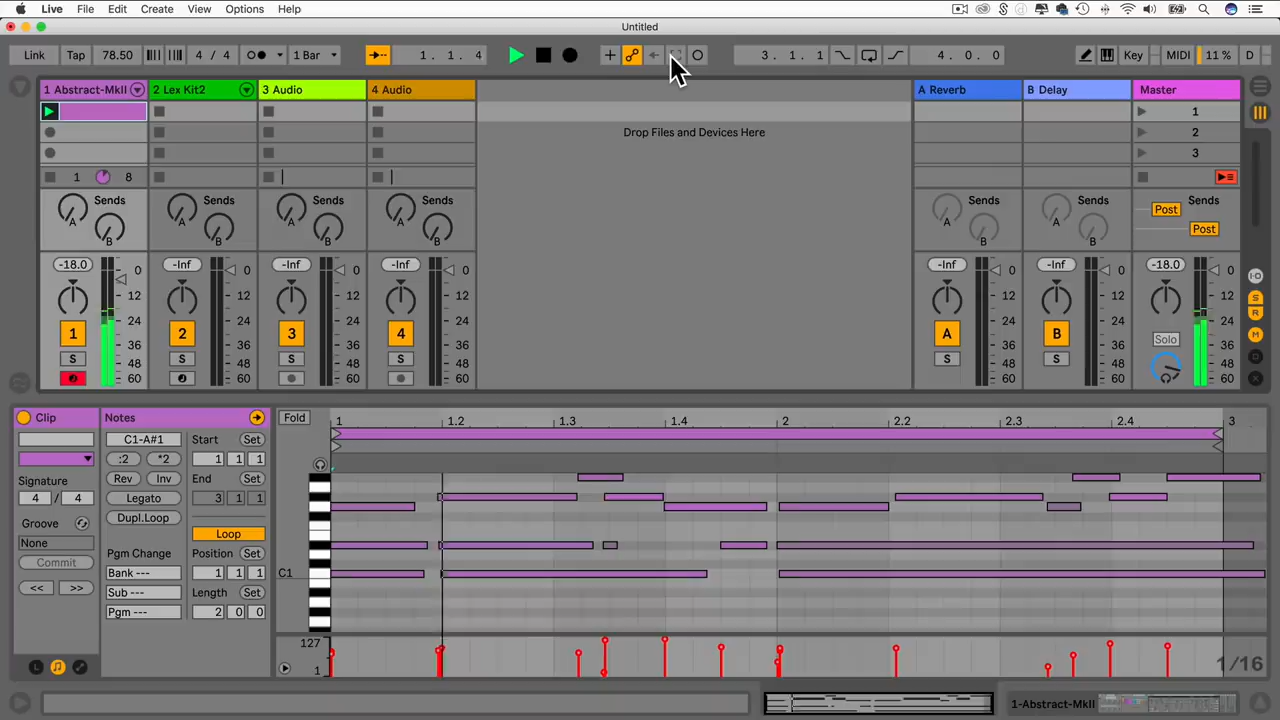 Live File Edit Create View Options Help
Untitled
Link Tap 78.50 4 / 4 1 Bar 1. 1. 4 3. 1. 1 4. 0. 0 Key MIDI 11 % D
1 Abstract-MkII 2 Lex Kit2 3 Audio 4 Audio A Reverb B Delay Master
1
Drop Files and Devices Here 2
3
1 8
Sends Sends Sends Sends Sends Sends Sends
A A A A A Post
B B B B B B Post
-18.0 0 -Inf 0 -Inf 0 -Inf 0 -Inf 0 -Inf 0 -18.0 0
12 12 12 12 12 12 12
24 24 24 24 24 24 24
1 2 3 4 A B Solo
36 36 36 36 36 36 36
S S S S S S
48 48 48 48 48 48 48
60 60 60 60 60 60 60
I·O
S
R
M
D
X
Clip Notes Fold 1 1.2 1.3 1.4 2 2.2 2.3 2.4 3
C1-A#1 Start Set
:2 *2 1 1 1
Signature Rev Inv End Set
4 / 4 Legato 3 1 1
Groove Dupl.Loop
None Loop
Commit Pgm Change Position Set
Bank --- 1 1 1 C1
<< >> Sub --- Length Set
Pgm --- 2 0 0
127
1 1/16
L
1-Abstract-MkII